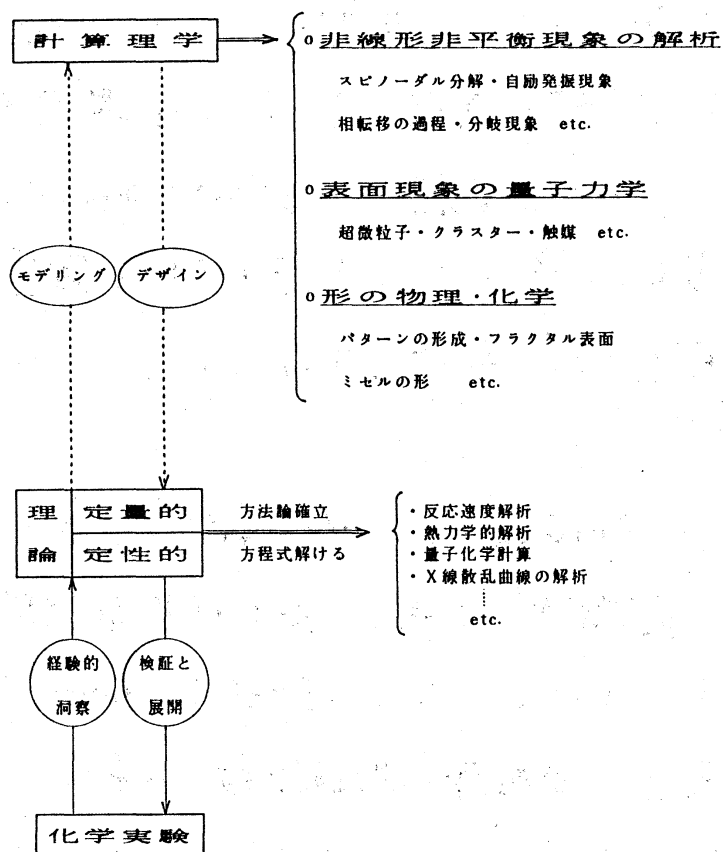 計算理学
o 非線形非平衡現象の解析
スピノーダル分解・自励発振現象
相転移の過程・分岐現象 etc.
o 表面現象の量子力学
超微粒子・クラスター・触媒 etc.
モデリング
デザイン
o 形の物理・化学
パターンの形成・フラクタル表面
ミセルの形 etc.
理論
定量的
定性的
方法論確立
方程式解ける
・反応速度解析
・熱力学的解析
・量子化学計算
・X線散乱曲線の解析
etc.
経験的
洞察
検証と
展開
化学実験